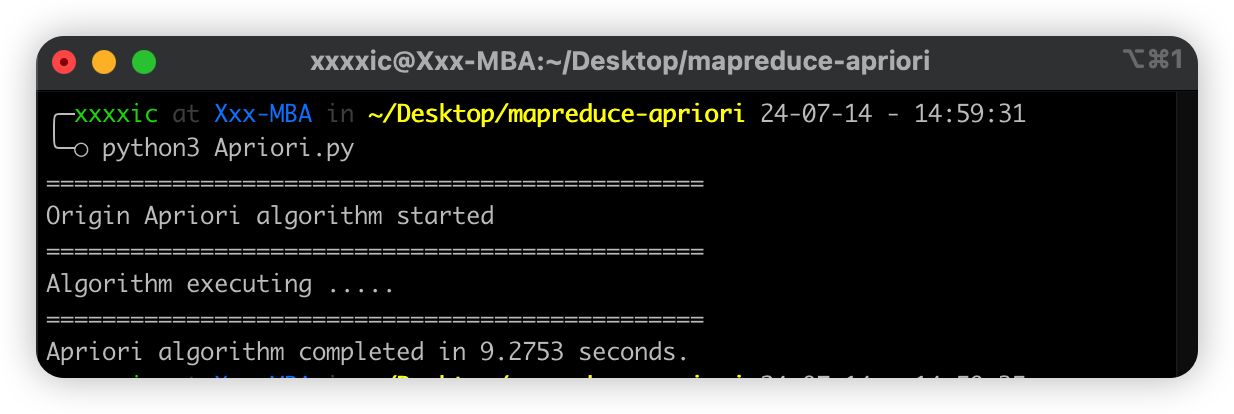 xxxxic@Xxx-MBA:~/Desktop/mapreduce-apriori ⌥⌘1
xxxxic at Xxx-MBA in ~/Desktop/mapreduce-apriori 24-07-14 - 14:59:31
python3 Apriori.py
===============================================
Origin Apriori algorithm started
===============================================
Algorithm executing .....
===============================================
Apriori algorithm completed in 9.2753 seconds.